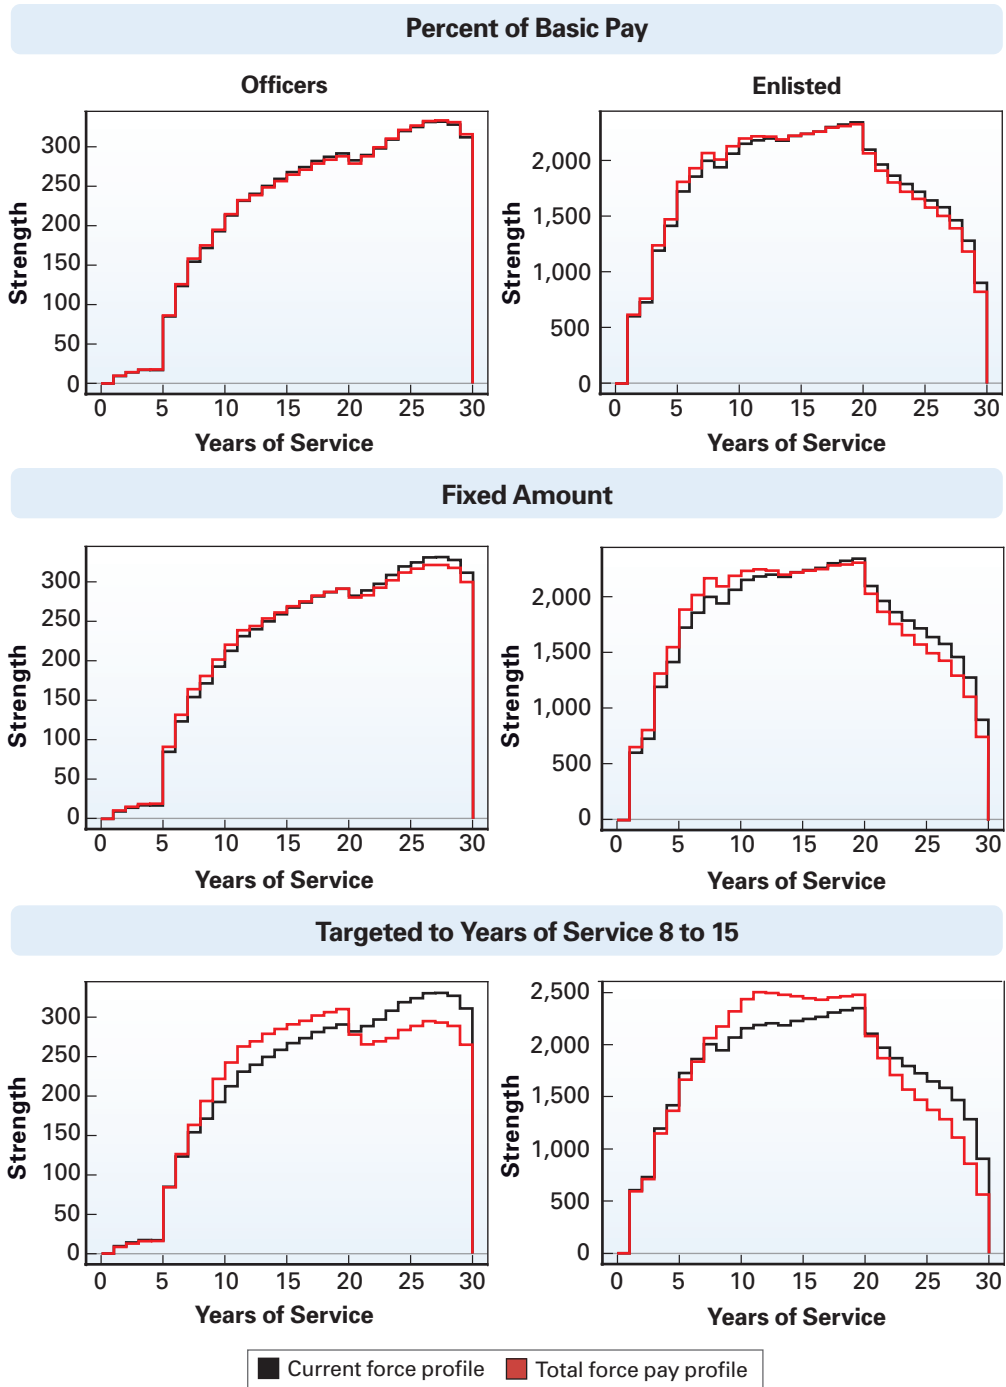 Percent of Basic Pay
Officers
Enlisted
300
250
200
150
100
50
0
Strength
0 5 10 15 20 25 30
Years of Service
2,000
1,500
1,000
500
0
Strength
0 5 10 15 20 25 30
Years of Service
Fixed Amount
300
250
200
150
100
50
0
Strength
0 5 10 15 20 25 30
Years of Service
2,000
1,500
1,000
500
0
Strength
0 5 10 15 20 25 30
Years of Service
Targeted to Years of Service 8 to 15
300
250
200
150
100
50
0
Strength
0 5 10 15 20 25 30
Years of Service
2,500
2,000
1,500
1,000
500
0
Strength
0 5 10 15 20 25 30
Years of Service
Current force profile
Total force pay profile